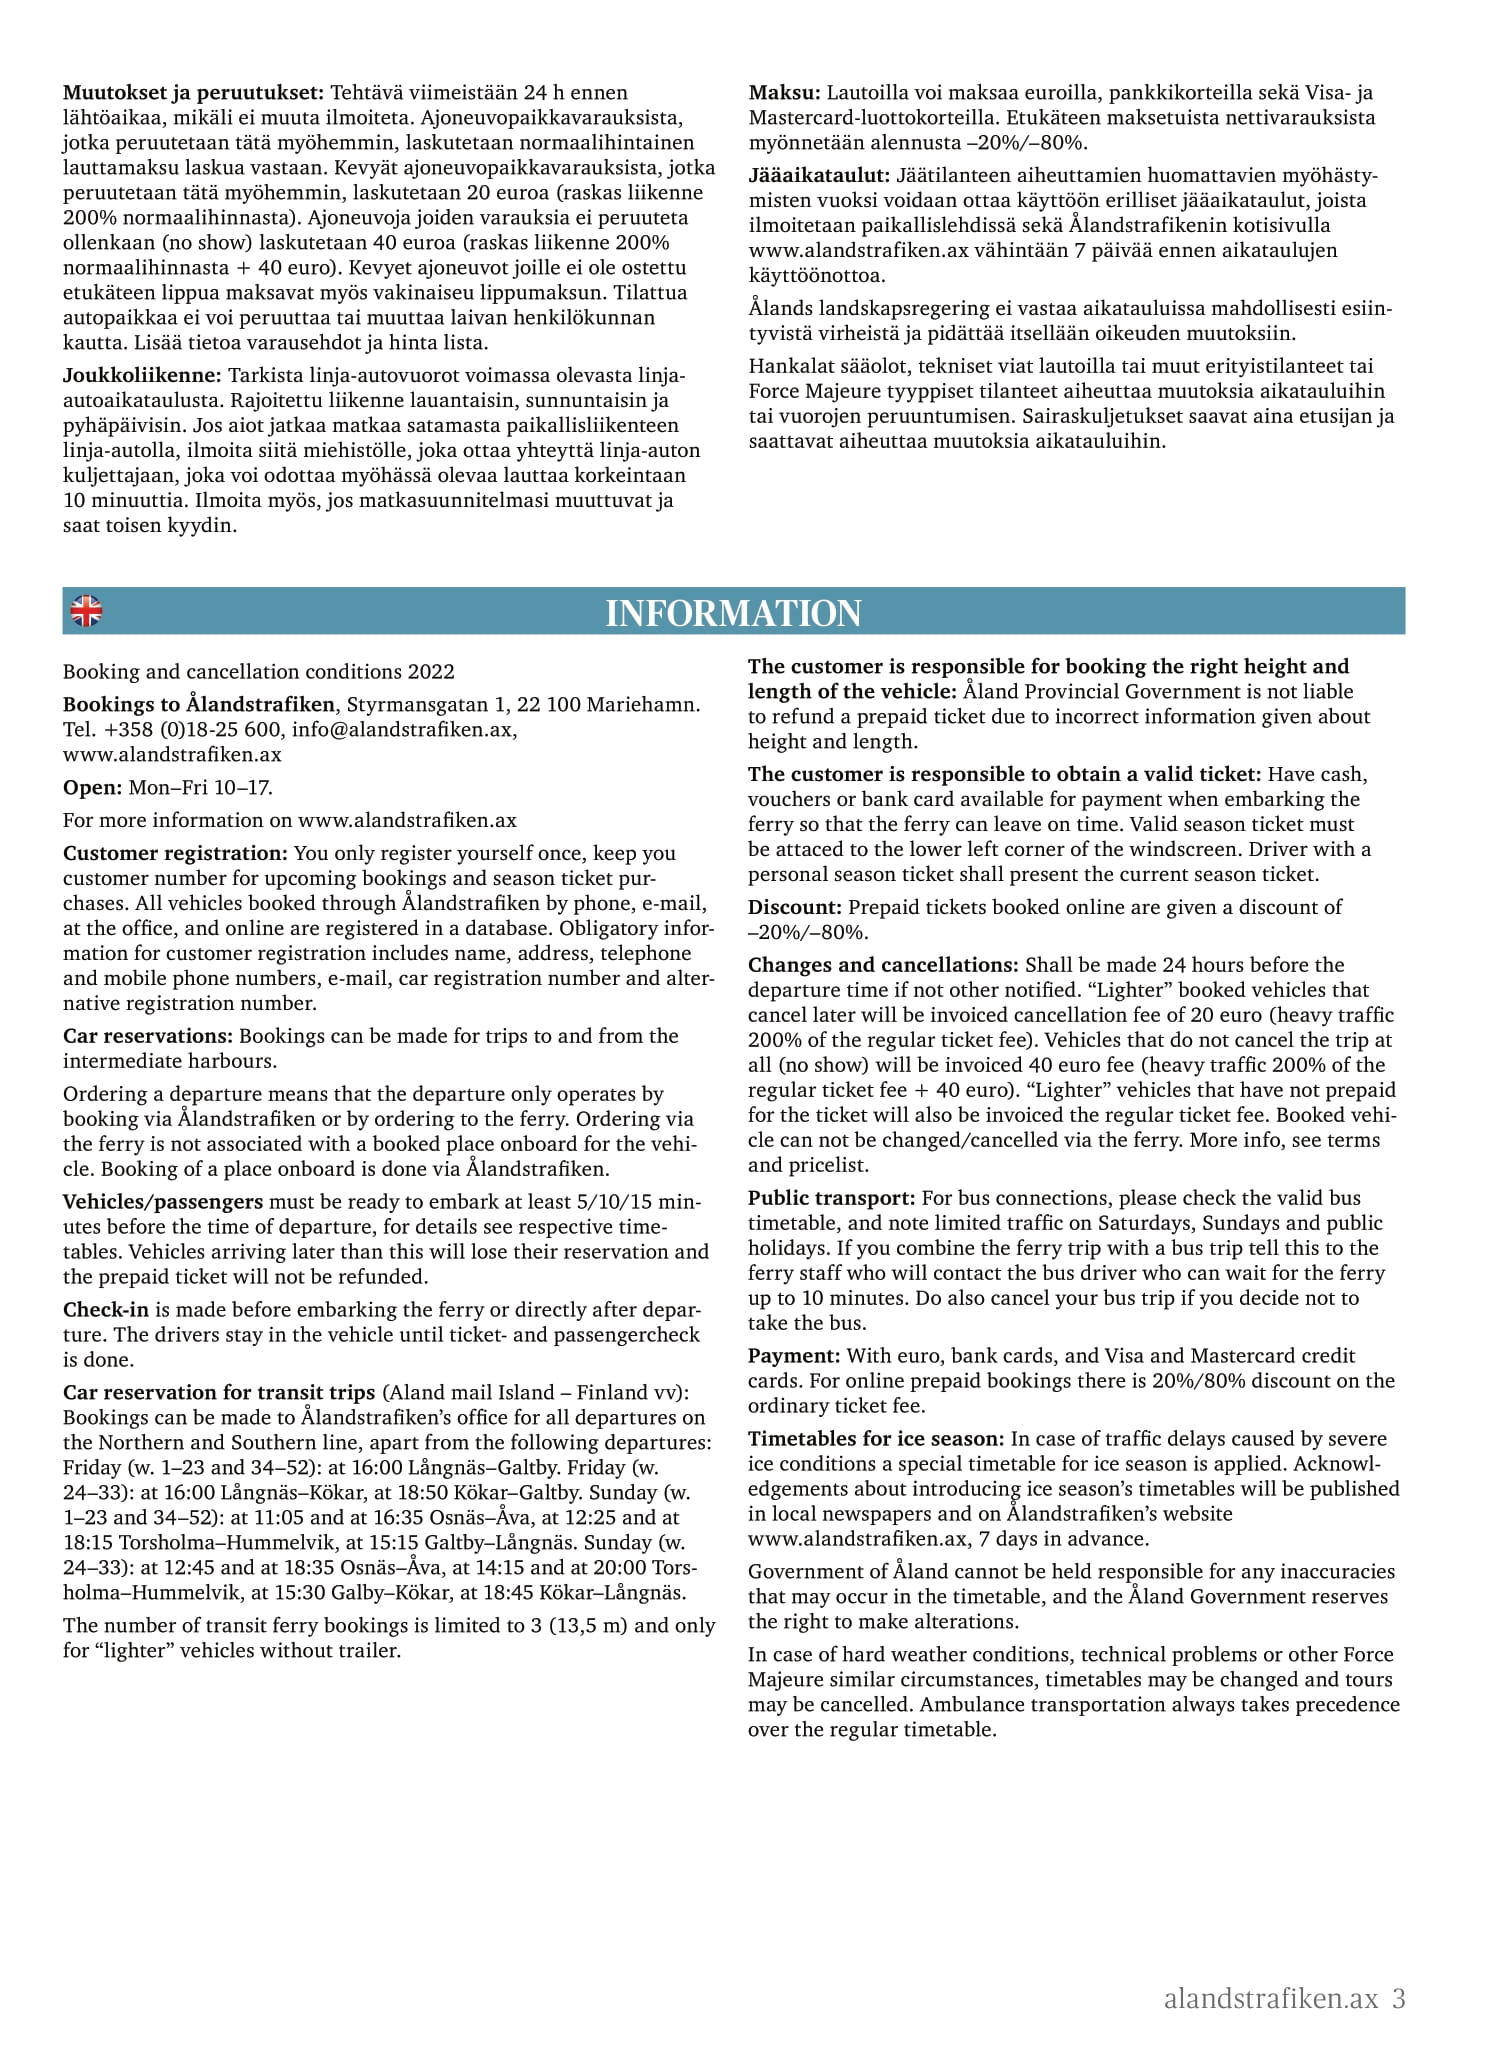 Muutokset ja peruutukset: Tehtävä viimeistään 24 h ennen
lähtöaikaa, mikäli ei muuta ilmoiteta. Ajoneuvopaikkavarauksista,
jotka peruutetaan tätä myöhemmin, laskutetaan normaalihintainen
lauttamaksu laskua vastaan. Kevyät ajoneuvopaikkavarauksista, jotka
peruutetaan tätä myöhemmin, laskutetaan 20 euroa (raskas liikenne
200% normaalihinnasta). Ajoneuvoja joiden varauksia ei peruuteta
ollenkaan (no show) laskutetaan 40 euroa (raskas liikenne 200%
normaalihinnasta + 40 euro). Kevyet ajoneuvot joille ei ole ostettu
etukäteen lippua maksavat myös vakinaiseu lippumaksun. Tilattua
autopaikkaa ei voi peruuttaa tai muuttaa laivan henkilökunnan
kautta. Lisää tietoa varausehdot ja hinta lista.
Joukkoliikenne: Tarkista linja-autovuorot voimassa olevasta linja-
autoaikataulusta. Rajoitettu liikenne lauantaisin, sunnuntaisin ja
pyhäpäivisin. Jos aiot jatkaa matkaa satamasta paikallisliikenteen
linja-autolla, ilmoita siitä miehistölle, joka ottaa yhteyttä linja-auton
kuljettajaan, joka voi odottaa myöhässä olevaa lauttaa korkeintaan
10 minuuttia. Ilmoita myös, jos matkasuunnitelmasi muuttuvat ja
saat toisen kyydin.
Maksu: Lautoilla voi maksaa euroilla, pankkikorteilla sekä Visa- ja
Mastercard-luottokorteilla. Etukäteen maksetuista nettivarauksista
myönnetään alennusta –20%/–80%.
Jääaikataulut: Jäätilanteen aiheuttamien huomattavien myöhästy-
misten vuoksi voidaan ottaa käyttöön erilliset jääaikataulut, joista
ilmoitetaan paikallislehdissä sekä Ålandstrafikenin kotisivulla
www.alandstrafiken.ax vähintään 7 päivää ennen aikataulujen
käyttöönottoa.
Ålands landskapsregering ei vastaa aikatauluissa mahdollisesti esiin-
tyvistä virheistä ja pidättää itsellään oikeuden muutoksiin.
Hankalat sääolot, tekniset viat lautoilla tai muut erityistilanteet tai
Force Majeure tyyppiset tilanteet aiheuttaa muutoksia aikatauluihin
tai vuorojen peruuntumisen. Sairaskuljetukset saavat aina etusijan ja
saattavat aiheuttaa muutoksia aikatauluihin.
INFORMATION
Booking and cancellation conditions 2022
Bookings to Ålandstrafiken, Styrmansgatan 1, 22 100 Mariehamn.
Tel. +358 (0)18-25 600, info@alandstrafiken.ax,
www.alandstrafiken.ax
Open: Mon–Fri 10–17.
For more information on www.alandstrafiken.ax
Customer registration: You only register yourself once, keep you
customer number for upcoming bookings and season ticket pur-
chases. All vehicles booked through Ålandstrafiken by phone, e-mail,
at the office, and online are registered in a database. Obligatory infor-
mation for customer registration includes name, address, telephone
and mobile phone numbers, e-mail, car registration number and alter-
native registration number.
Car reservations: Bookings can be made for trips to and from the
intermediate harbours.
Ordering a departure means that the departure only operates by
booking via Ålandstrafiken or by ordering to the ferry. Ordering via
the ferry is not associated with a booked place onboard for the vehi-
cle. Booking of a place onboard is done via Ålandstrafiken.
Vehicles/passengers must be ready to embark at least 5/10/15 min-
utes before the time of departure, for details see respective time-
tables. Vehicles arriving later than this will lose their reservation and
the prepaid ticket will not be refunded.
Check-in is made before embarking the ferry or directly after depar-
ture. The drivers stay in the vehicle until ticket- and passengercheck
is done.
Car reservation for transit trips (Aland mail Island – Finland vv):
Bookings can be made to Ålandstrafiken’s office for all departures on
the Northern and Southern line, apart from the following departures:
Friday (w. 1–23 and 34–52): at 16:00 Långnäs–Galtby. Friday (w.
24–33): at 16:00 Långnäs–Kökar, at 18:50 Kökar–Galtby. Sunday (w.
1–23 and 34–52): at 11:05 and at 16:35 Osnäs–Åva, at 12:25 and at
18:15 Torsholma–Hummelvik, at 15:15 Galtby–Långnäs. Sunday (w.
24–33): at 12:45 and at 18:35 Osnäs–Åva, at 14:15 and at 20:00 Tors-
holma–Hummelvik, at 15:30 Galby–Kökar, at 18:45 Kökar–Långnäs.
The number of transit ferry bookings is limited to 3 (13,5 m) and only
for “lighter” vehicles without trailer.
The customer is responsible for booking the right height and
length of the vehicle: Åland Provincial Government is not liable
to refund a prepaid ticket due to incorrect information given about
height and length.
The customer is responsible to obtain a valid ticket: Have cash,
vouchers or bank card available for payment when embarking the
ferry so that the ferry can leave on time. Valid season ticket must
be attaced to the lower left corner of the windscreen. Driver with a
personal season ticket shall present the current season ticket.
Discount: Prepaid tickets booked online are given a discount of
–20%/–80%.
Changes and cancellations: Shall be made 24 hours before the
departure time if not other notified. “Lighter” booked vehicles that
cancel later will be invoiced cancellation fee of 20 euro (heavy traffic
200% of the regular ticket fee). Vehicles that do not cancel the trip at
all (no show) will be invoiced 40 euro fee (heavy traffic 200% of the
regular ticket fee + 40 euro). “Lighter” vehicles that have not prepaid
for the ticket will also be invoiced the regular ticket fee. Booked vehi-
cle can not be changed/cancelled via the ferry. More info, see terms
and pricelist.
Public transport: For bus connections, please check the valid bus
timetable, and note limited traffic on Saturdays, Sundays and public
holidays. If you combine the ferry trip with a bus trip tell this to the
ferry staff who will contact the bus driver who can wait for the ferry
up to 10 minutes. Do also cancel your bus trip if you decide not to
take the bus.
Payment: With euro, bank cards, and Visa and Mastercard credit
cards. For online prepaid bookings there is 20%/80% discount on the
ordinary ticket fee.
Timetables for ice season: In case of traffic delays caused by severe
ice conditions a special timetable for ice season is applied. Acknowl-
edgements about introducing ice season’s timetables will be published
in local newspapers and on Ålandstrafiken’s website
www.alandstrafiken.ax, 7 days in advance.
Government of Åland cannot be held responsible for any inaccuracies
that may occur in the timetable, and the Åland Government reserves
the right to make alterations.
In case of hard weather conditions, technical problems or other Force
Majeure similar circumstances, timetables may be changed and tours
may be cancelled. Ambulance transportation always takes precedence
over the regular timetable.
alandstrafiken.ax 3